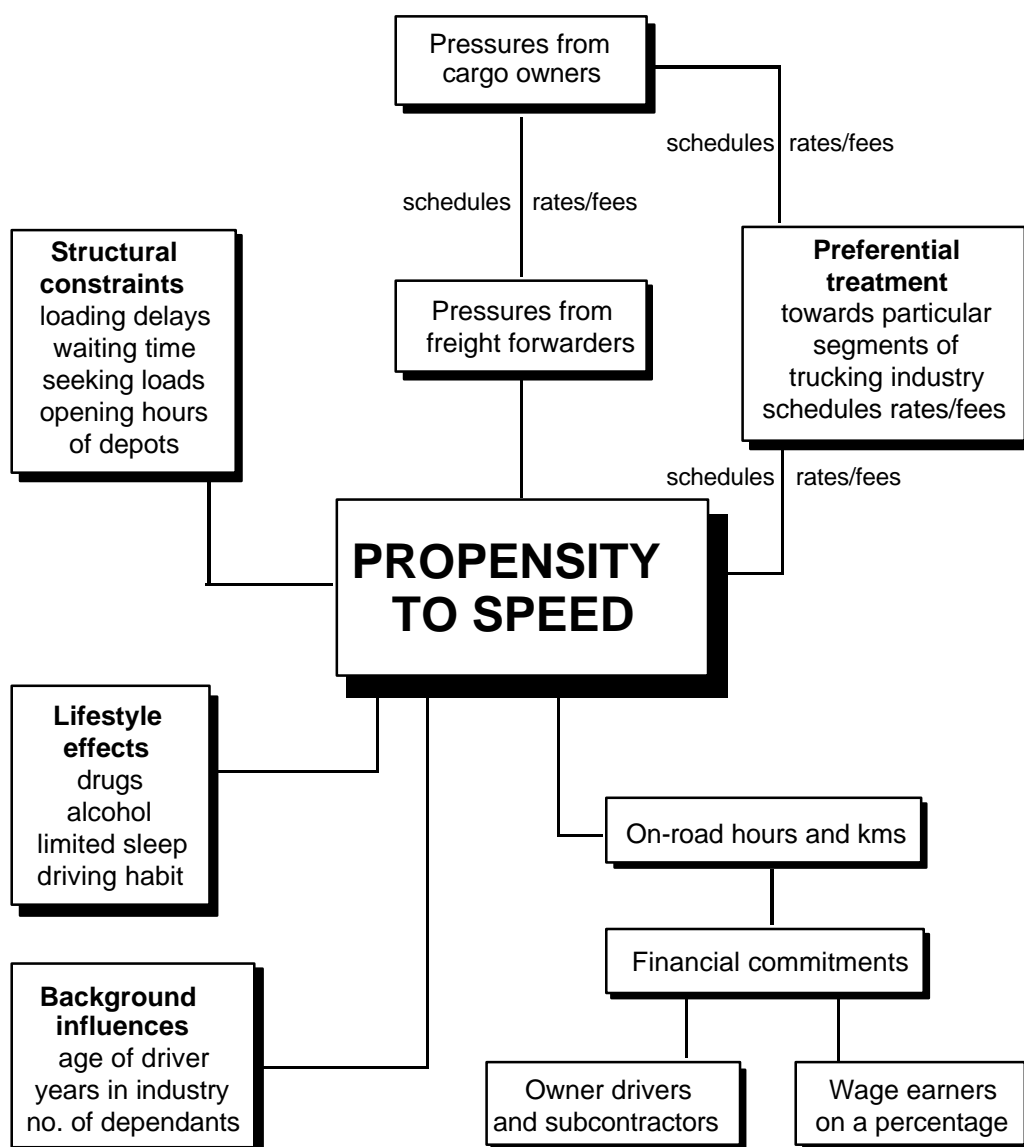 Pressures from
cargo owners
schedules rates/fees
schedules rates/fees
Structural
constraints
loading delays
waiting time
seeking loads
opening hours
of depots
Pressures from
freight forwarders
Preferential
treatment
towards particular
segments of
trucking industry
schedules rates/fees
schedules rates/fees
PROPENSITY
TO SPEED
Lifestyle
effects
drugs
alcohol
limited sleep
driving habit
On-road hours and kms
Financial commitments
Background
influences
age of driver
years in industry
no. of dependants
Owner drivers
and subcontractors
Wage earners
on a percentage